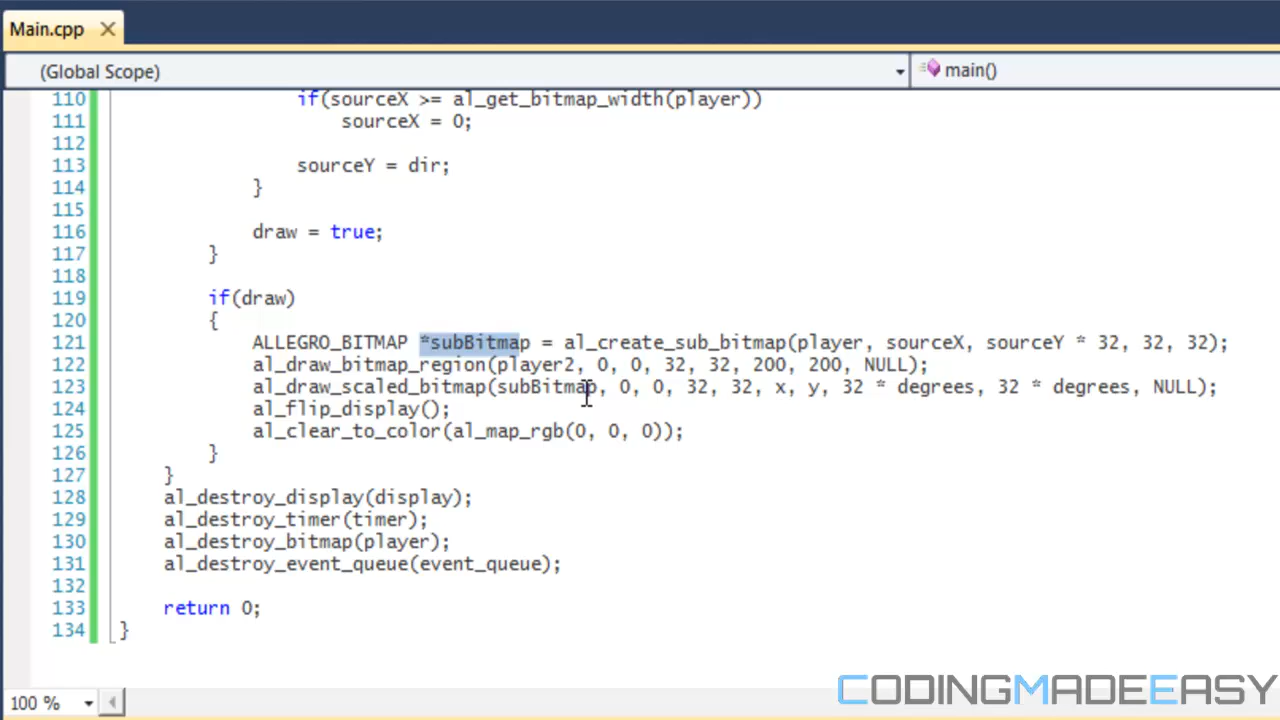 Main.cpp
(Global Scope)
main()
110 if(sourceX >= al_get_bitmap_width(player))
111 sourceX = 0;
112
113 sourceY = dir;
114 }
115
116 draw = true;
117 }
118
119 if(draw)
120 {
121 ALLEGRO_BITMAP *subBitmap = al_create_sub_bitmap(player, sourceX, sourceY * 32, 32, 32);
122 al_draw_bitmap_region(player2, 0, 0, 32, 32, 200, 200, NULL);
123 al_draw_scaled_bitmap(subBitmap, 0, 0, 32, 32, x, y, 32 * degrees, 32 * degrees, NULL);
124 al_flip_display();
125 al_clear_to_color(al_map_rgb(0, 0, 0));
126 }
127 }
128 al_destroy_display(display);
129 al_destroy_timer(timer);
130 al_destroy_bitmap(player);
131 al_destroy_event_queue(event_queue);
132
133 return 0;
134 }
100 %
CODINGMADEEASY